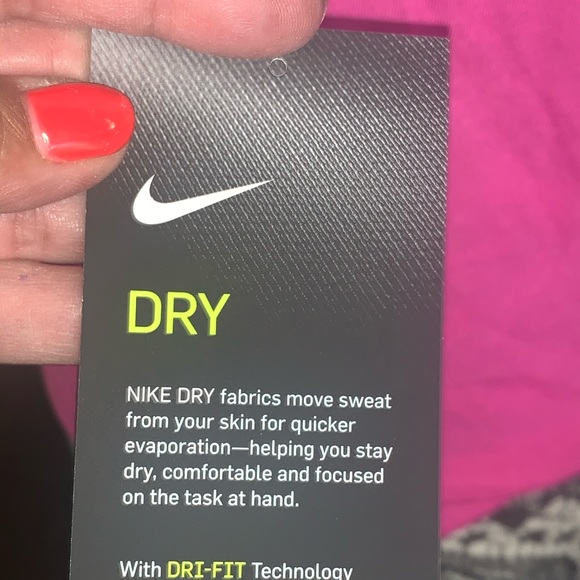 DRY
NIKE DRY fabrics move sweat
from your skin for quicker
evaporation—helping you stay
dry, comfortable and focused
on the task at hand.
With DRI-FIT Technology